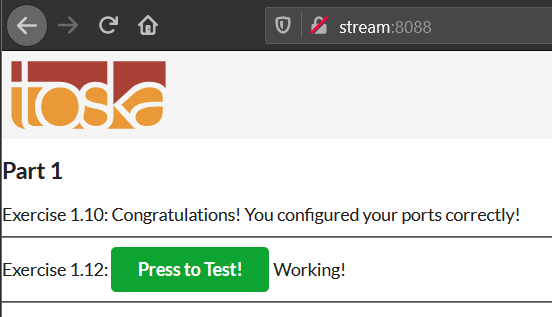 stream:8088
toska
Part 1
Exercise 1.10: Congratulations! You configured your ports correctly!
Exercise 1.12: Press to Test! Working!